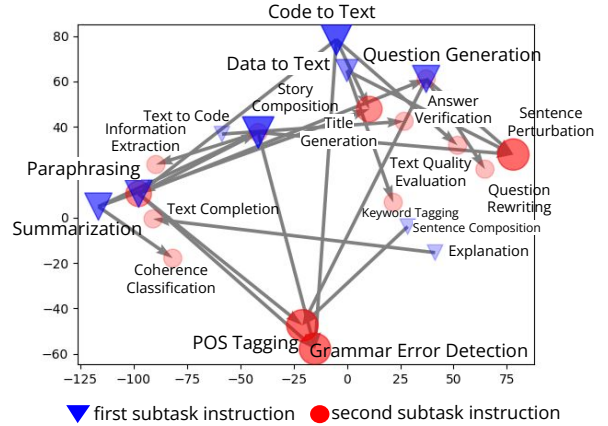 Code to Text
80
Question Generation
Data to Text
60
Story
Composition
Answer
Verification
Sentence
Perturbation
Text to Code
Information
Extraction
40
Title
Generation
Text Quality
Evaluation
Paraphrasing
20
Question
Rewriting
Text Completion
Keyword Tagging
0
Sentence Composition
Summarization
Explanation
Coherence
Classification
−20
−40
POS Tagging
Grammar Error Detection
−60
−125
−100
−75
−50
−25
0
25
50
75
first subtask instruction
second subtask instruction